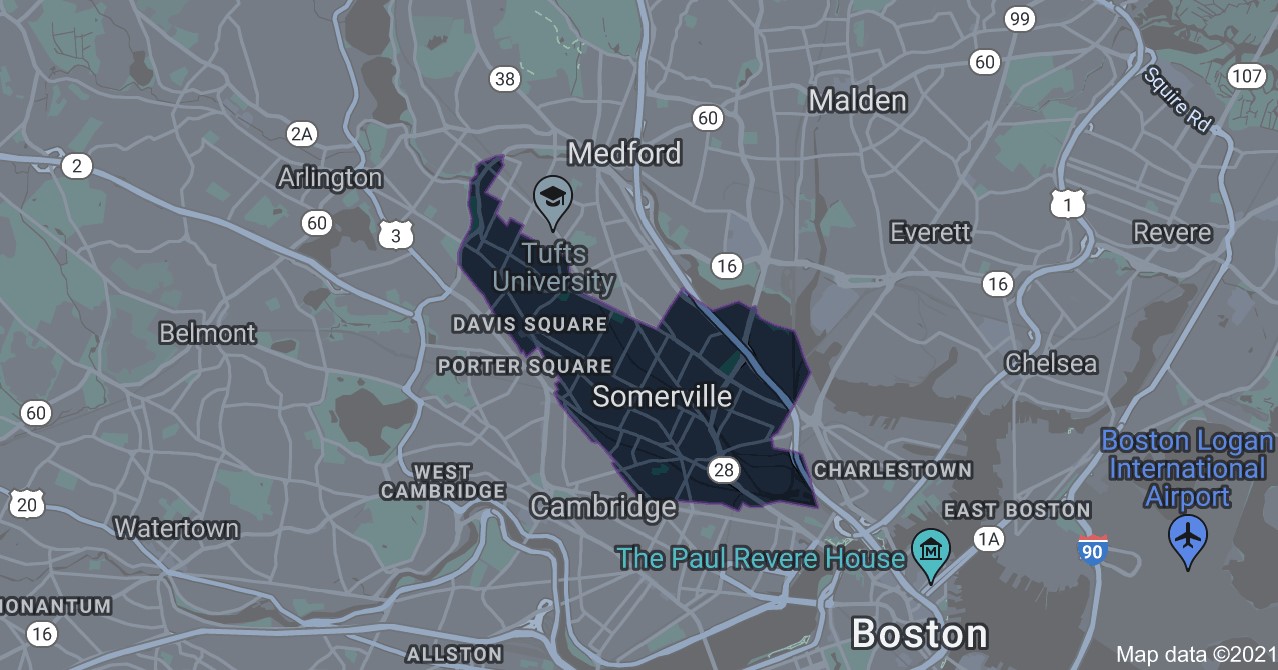 99
60
107
38
Squire Rd
Malden
60
2A
Medford
2
Arlington
1
60
3
Everett
Revere
Tufts
University
16
16
DAVIS SQUARE
Belmont
PORTER SQUARE
Chelsea
Somerville
60
Boston Logan
International
Airport
28
CHARLESTOWN
WEST
CAMBRIDGE
20
Cambridge
EAST BOSTON
Watertown
1A
90
The Paul Revere House
M
IONANTUM
16
Boston
ALLSTON
Map data ©2021